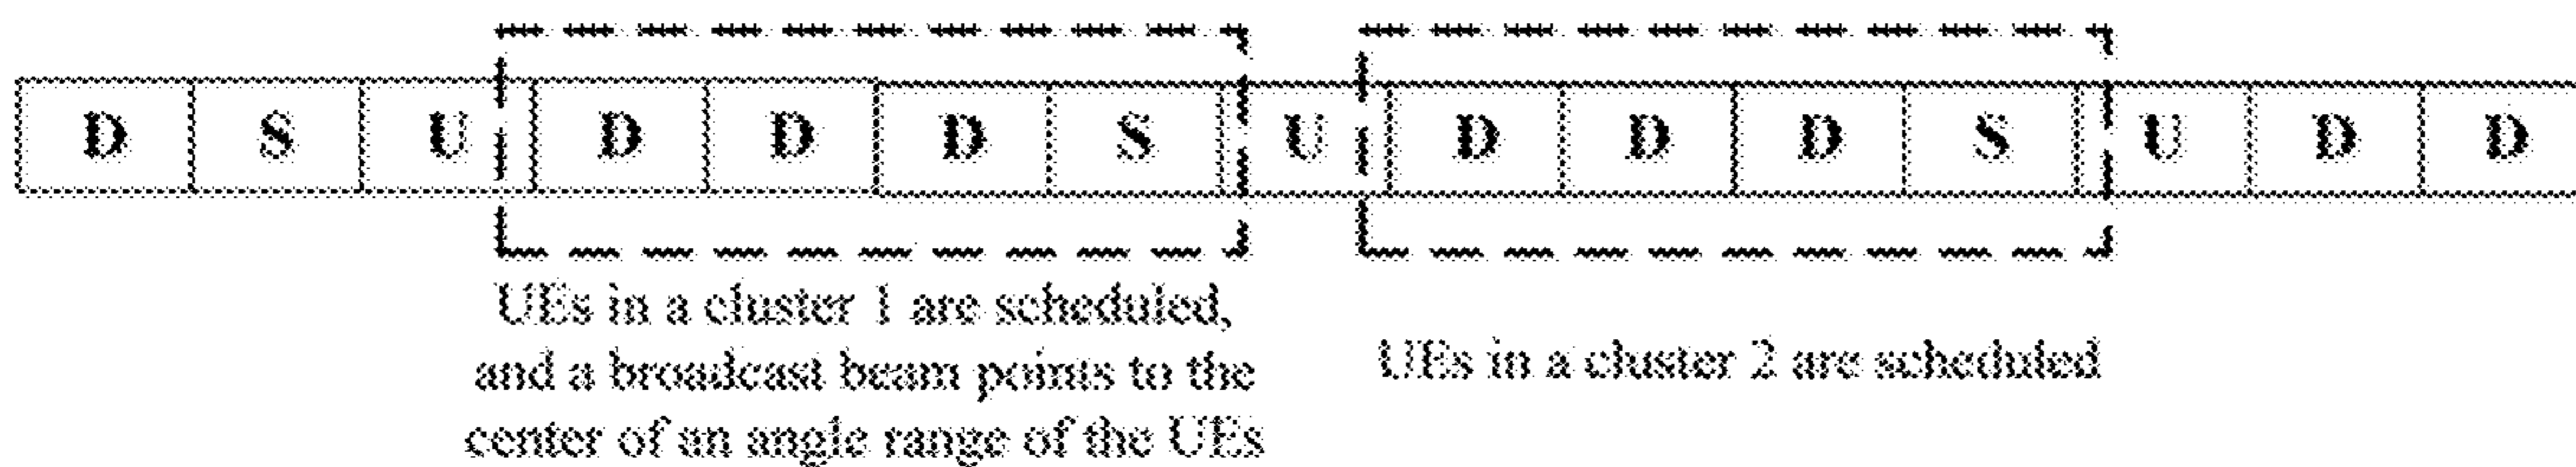 D S U D D D S U D D D S U D D
UEs in a cluster 1 are scheduled,
and a broadcast beam points to the
center of an angle range of the UEs
UEs in a cluster 2 are scheduled